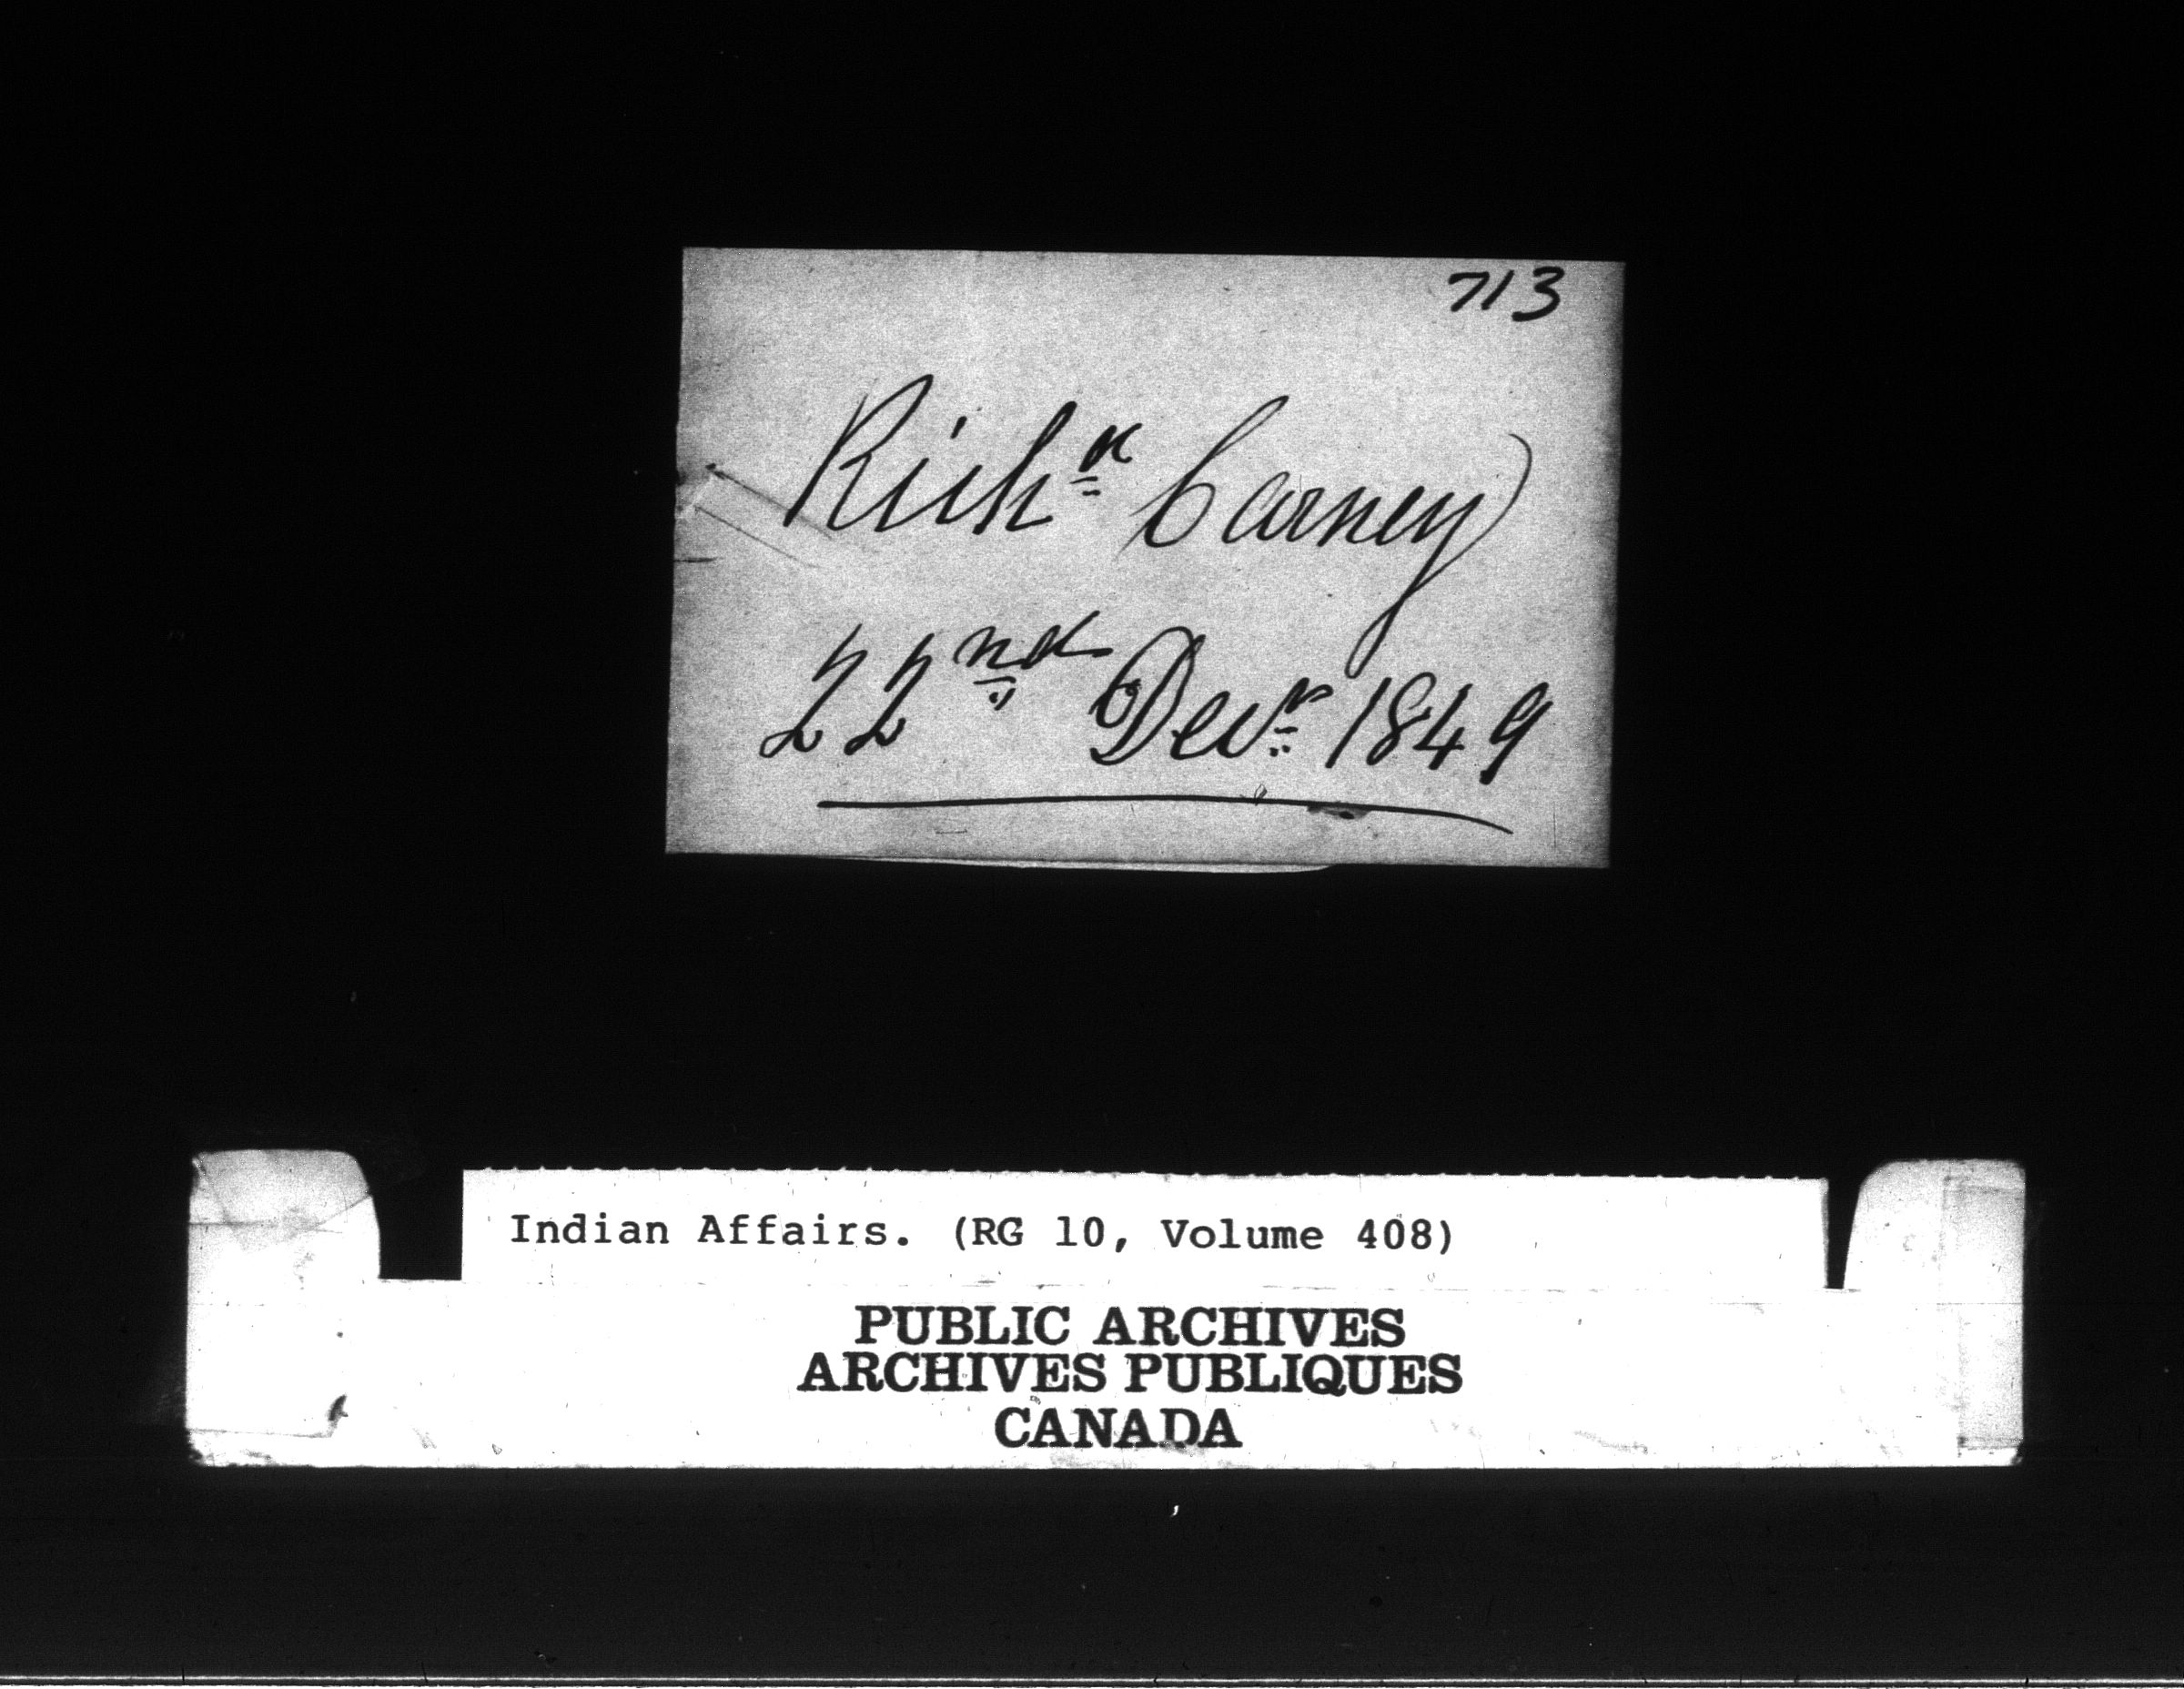 713
Richd Carney
22nd Decr 1849
Indian Affairs. (RG 10, Volume 408)
PUBLIC ARCHIVES
ARCHIVES PUBLIQUES
CANADA